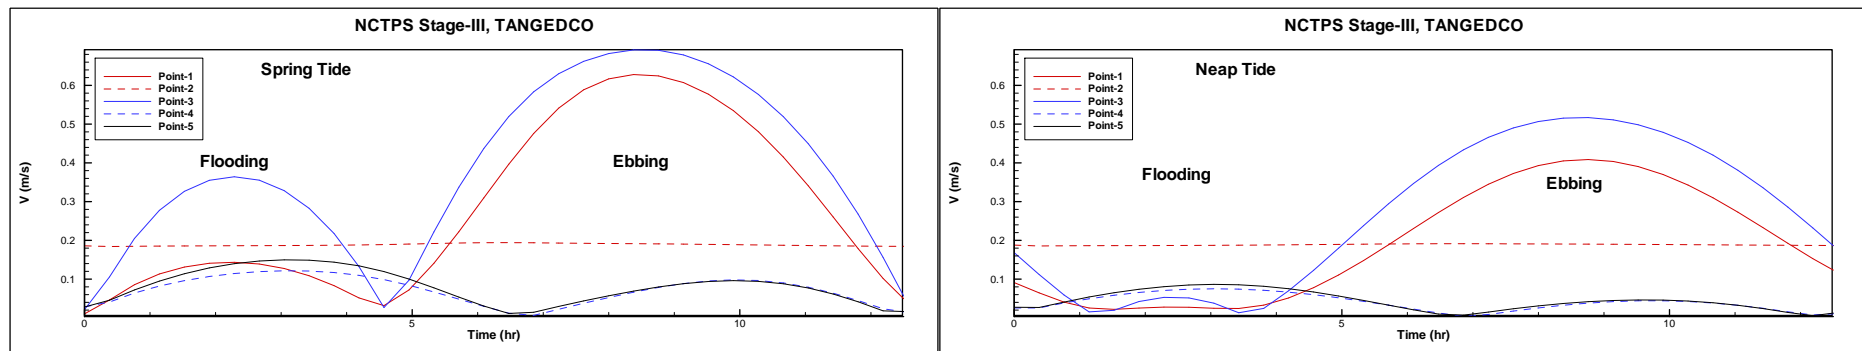 NCTPS Stage-III, TANGEDCO
Spring Tide
Point-1
Point-2
Point-3
Point-4
Point-5
Flooding
Ebbing
V (m/s)
0.6
0.5
0.4
0.3
0.2
0.1
0
5
10
Time (hr)
NCTPS Stage-III, TANGEDCO
Neap Tide
Point-1
Point-2
Point-3
Point-4
Point-5
Flooding
Ebbing
V (m/s)
0.6
0.5
0.4
0.3
0.2
0.1
0
5
10
Time (hr)